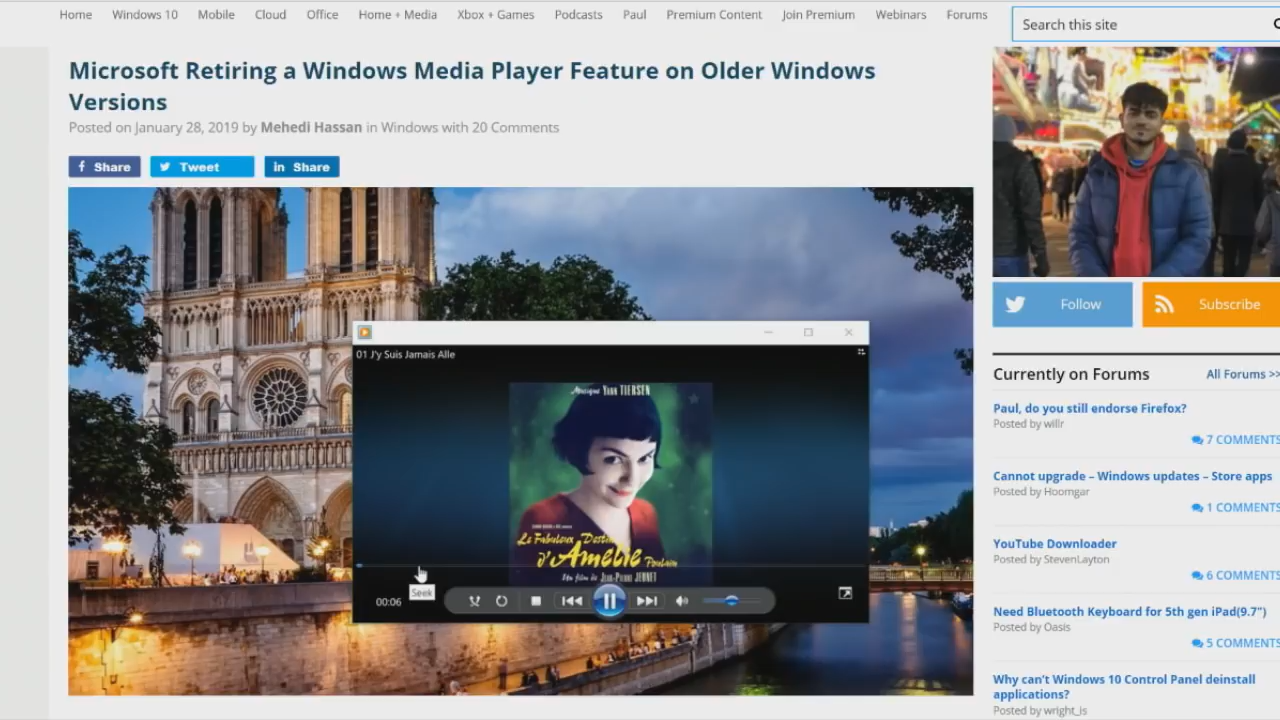 Home Windows 10 Mobile Cloud Office Home + Media Xbox + Games Podcasts Paul Premium Content Join Premium Webinars Forums
Search this site
Microsoft Retiring a Windows Media Player Feature on Older Windows
Versions
Posted on January 28, 2019 by Mehedi Hassan in Windows with 20 Comments
f Share
Tweet
in Share
01 J'y Suis Jamais Alle
Musique YANN TIERSEN
Le Fabuleux Destin
d'Amélie Poulain
Un film de JEAN-PIERRE JEUNET
Seek
00:06
Follow
Subscribe
Currently on Forums All Forums >>
Paul, do you still endorse Firefox?
Posted by willr
7 COMMENTS
Cannot upgrade – Windows updates – Store apps
Posted by Hoomgar
1 COMMENTS
YouTube Downloader
Posted by StevenLayton
6 COMMENTS
Need Bluetooth Keyboard for 5th gen iPad(9.7")
Posted by Oasis
5 COMMENTS
Why can't Windows 10 Control Panel deinstall
applications?
Posted by wright_is